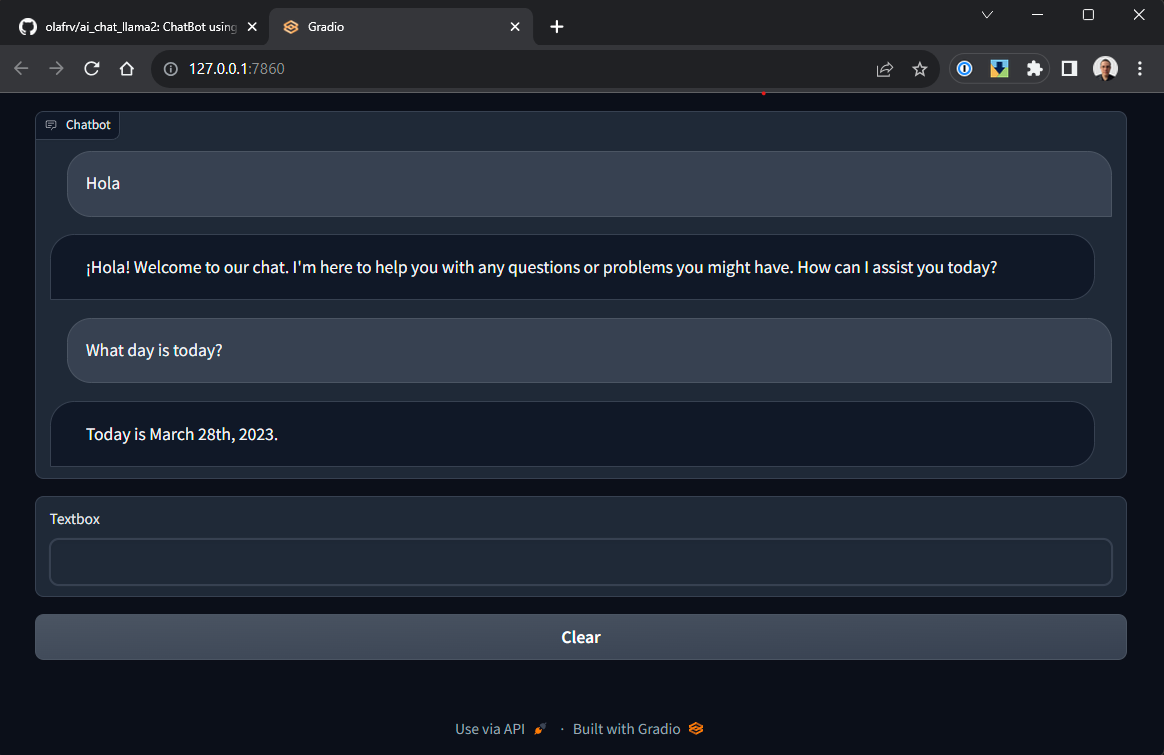 olafrv/ai_chat_llama2: ChatBot using
Gradio
127.0.0.1:7860
Chatbot
Hola
¡Hola! Welcome to our chat. I'm here to help you with any questions or problems you might have. How can I assist you today?
What day is today?
Today is March 28th, 2023.
Textbox
Clear
Use via API · Built with Gradio